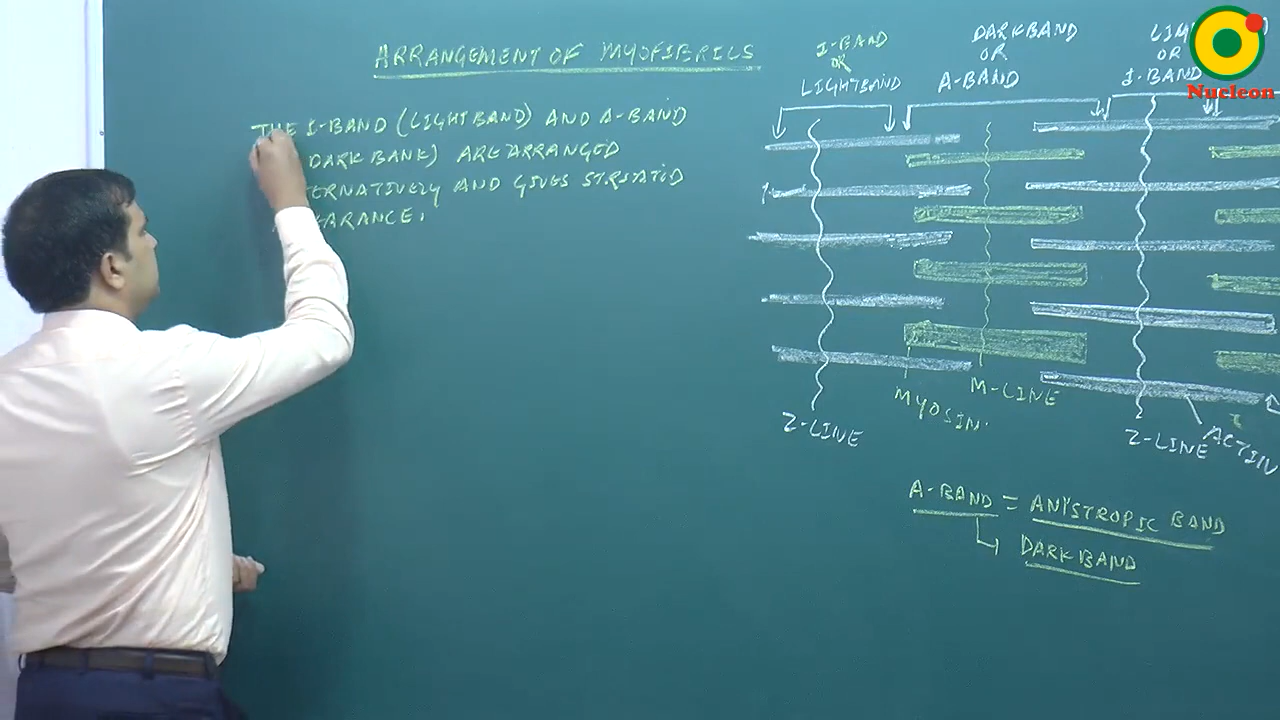 ARRANGEMENT OF MYOFIBRILS
THE I-BAND (LIGHTBAND) AND A-BAND
DARK BANK) ARE ARRANGED
ERNATIVELY AND GIVES STRIATID
ARANCE.
I-BAND
OR
LIGHTBAND
DARKBAND
OR
A-BAND
OR
I-BAND
Nucleon
MYOSIN.
M-LINE
Z-LINE
Z-LINE
ACTIN
A-BAND = ANISTROPIC BAND
DARKBAND